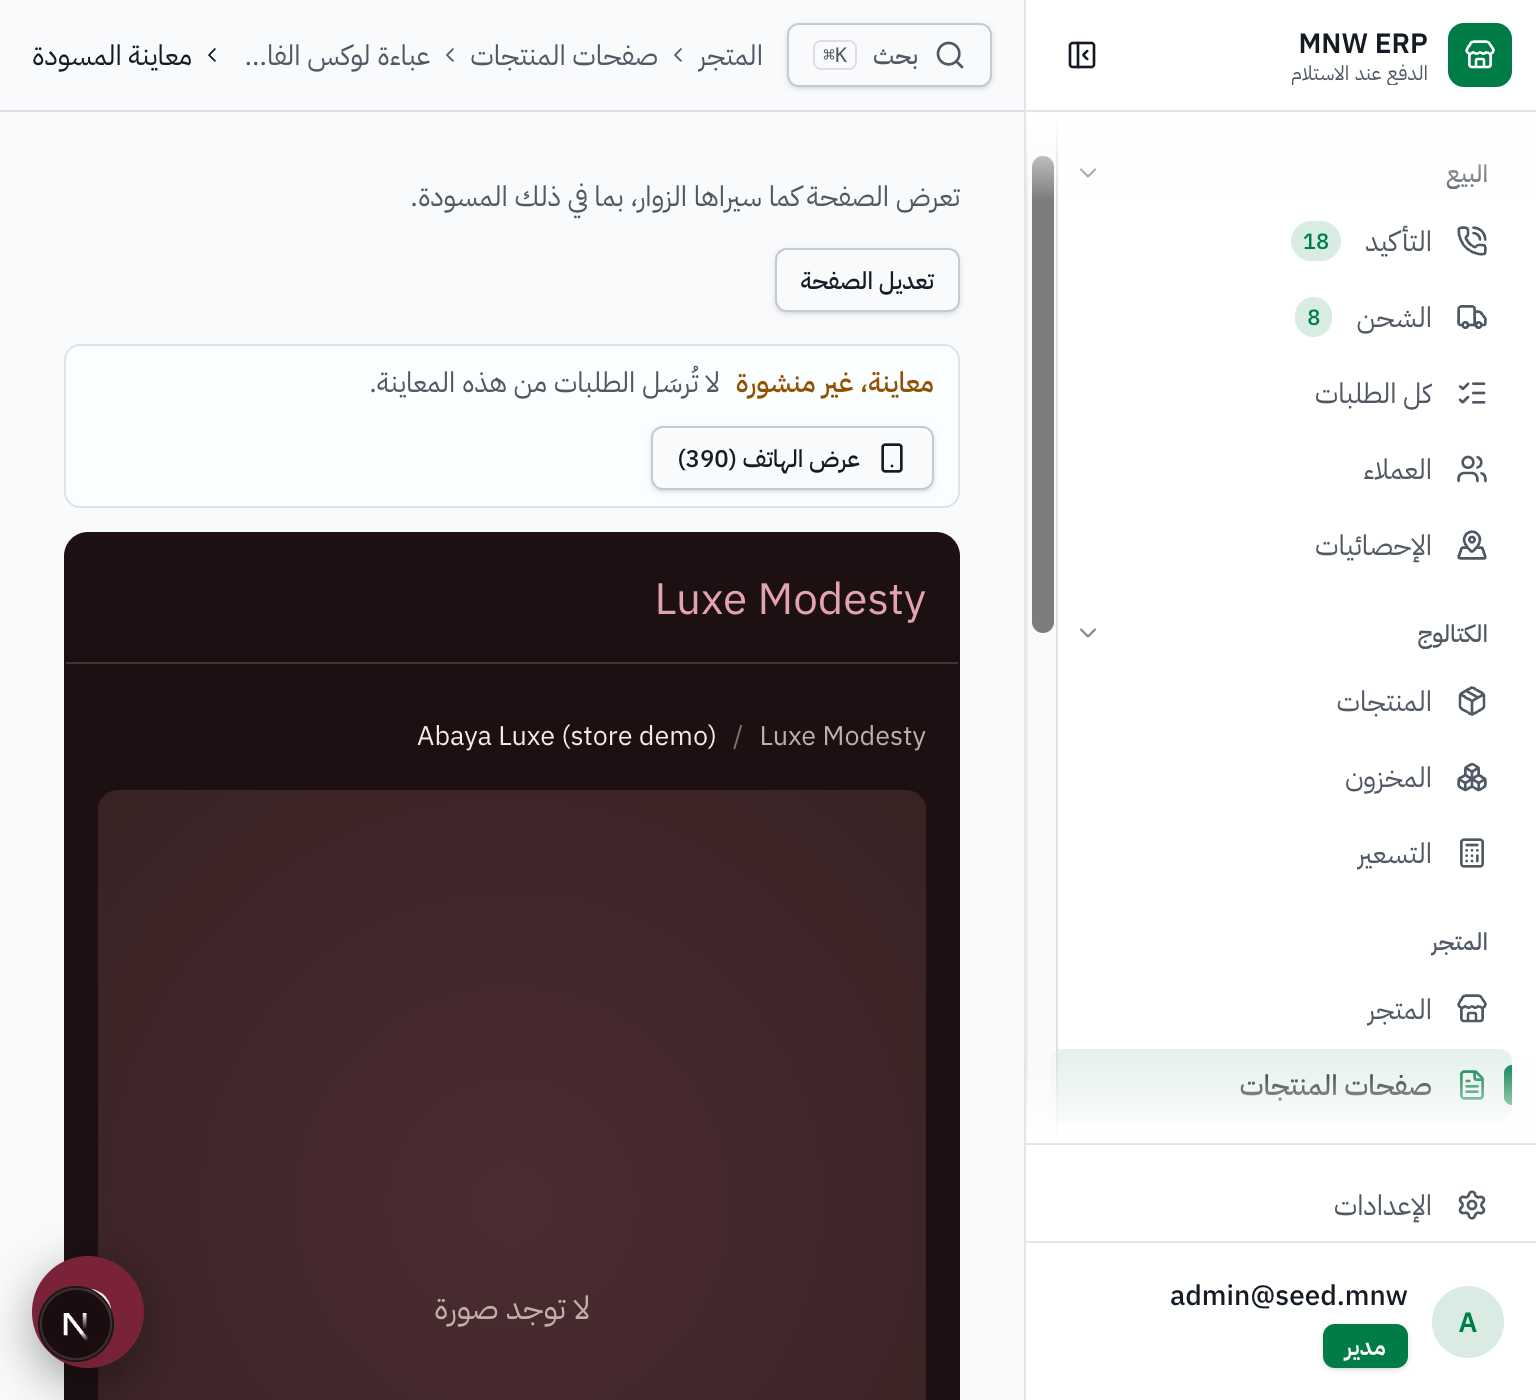 MNW ERP
الدفع عند الاستلام
البيع
التأكيد 18
الشحن 8
كل الطلبات
العملاء
الإحصائيات
الكتالوج
المنتجات
المخزون
التسعير
المتجر
المتجر
صفحات المنتجات
الإعدادات
A
admin@seed.mnw
مدير
بحث ⌘K
المتجر › صفحات المنتجات › عباءة لوكس الفا... › معاينة المسودة
تعرض الصفحة كما سيراها الزوار، بما في ذلك المسودة.
تعديل الصفحة
معاينة، غير منشورة لا تُرسَل الطلبات من هذه المعاينة.
عرض الهاتف (390)
Luxe Modesty
Luxe Modesty / Abaya Luxe (store demo)
لا توجد صورة
N